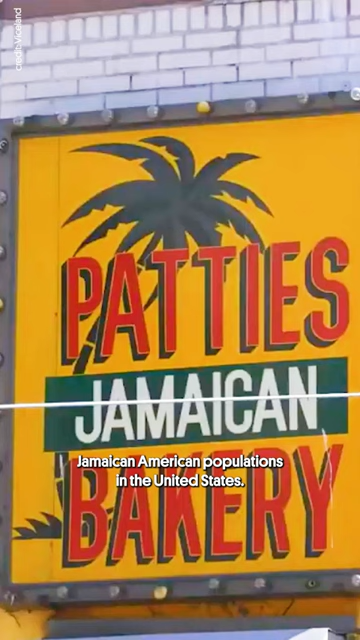 credit: Viceland
PATTIES
JAMAICAN
Jamaican American populations
in the United States.
BAKERY